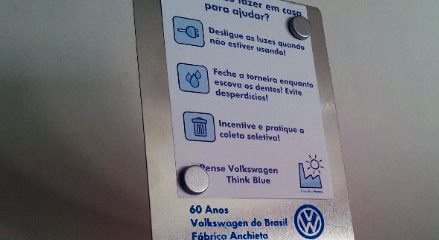 fazer em casa
para ajudar?
Desligue as luzes quando
não estiver usando!
Feche a torneira enquanto
escova os dentes! Evite
desperdícios!
Incentive e pratique a
coleta seletiva!
Pense Volkswagen
Think Blue
60 Anos
Volkswagen do Brasil
Fábrica Anchieta